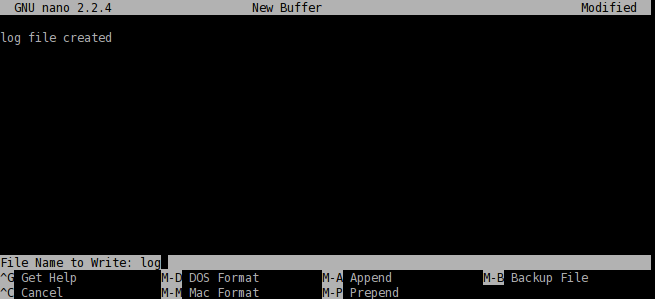 GNU nano 2.2.4 New Buffer Modified
log file created
File Name to Write: log
^G Get Help M-D DOS Format M-A Append M-B Backup File
^C Cancel M-M Mac Format M-P Prepend